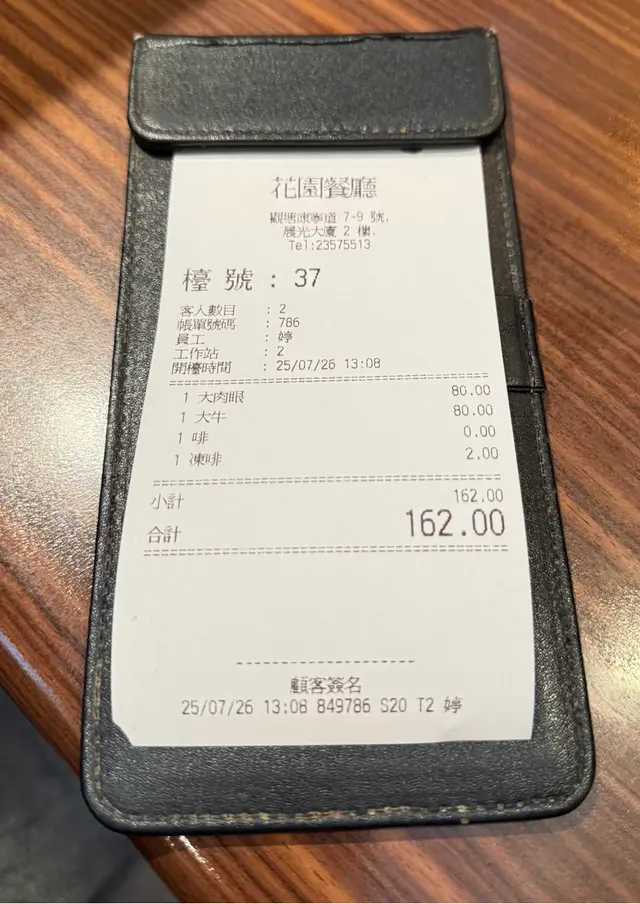 花園餐廳
觀塘康寧道 7-9 號,
晨光大廈 2 樓.
Tel:23575513
檯 號 : 37
客人數目 : 2
帳單號碼 : 786
員工 : 婷
工作站 : 2
開檯時間 : 25/07/26 13:08
1 大肉眼 80.00
1 大牛 80.00
1 啡 0.00
1 凍啡 2.00
小計 162.00
合計 162.00
顧客簽名
25/07/26 13:08 849786 S20 T2 婷